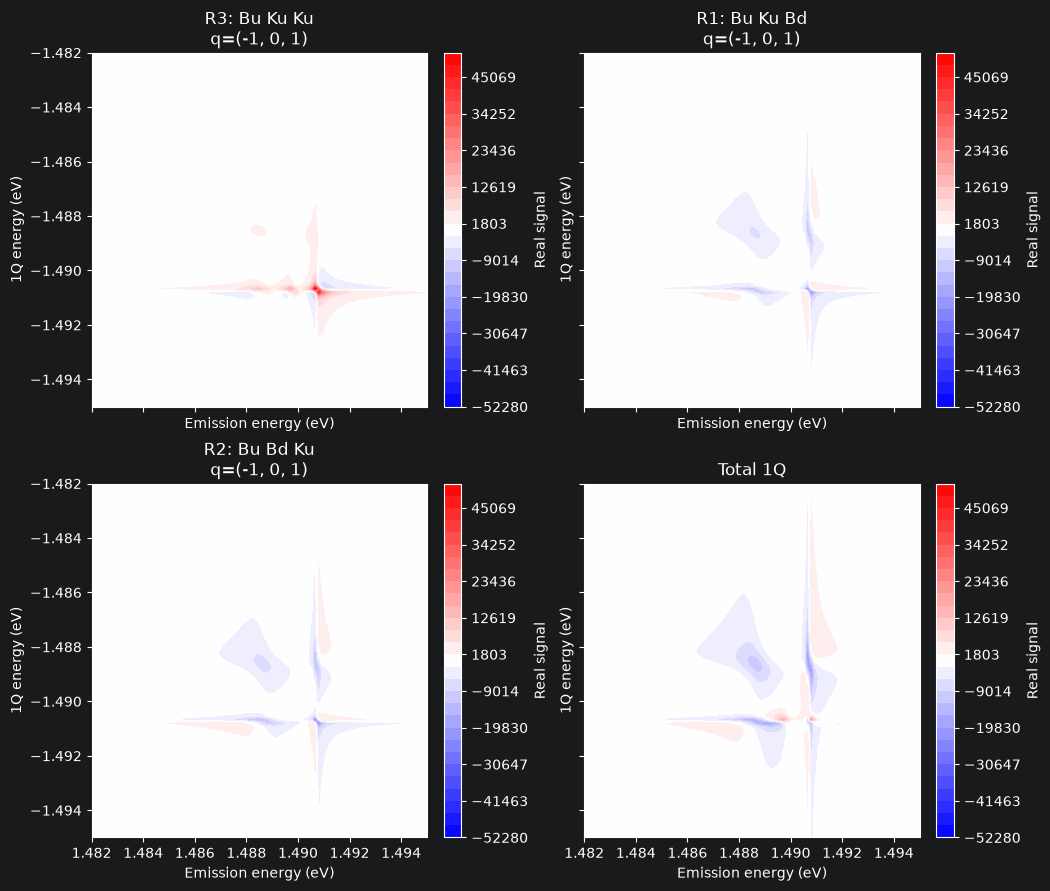 R3: Bu Ku Ku
q=(-1, 0, 1)
−1.482
−1.484
−1.486
−1.488
−1.490
−1.492
−1.494
1Q energy (eV)
Emission energy (eV)
45069
34252
23436
12619
1803
−9014
−19830
−30647
−41463
−52280
Real signal
R1: Bu Ku Bd
q=(-1, 0, 1)
1Q energy (eV)
Emission energy (eV)
45069
34252
23436
12619
1803
−9014
−19830
−30647
−41463
−52280
Real signal
R2: Bu Bd Ku
q=(-1, 0, 1)
−1.482
−1.484
−1.486
−1.488
−1.490
−1.492
−1.494
1Q energy (eV)
1.482 1.484 1.486 1.488 1.490 1.492 1.494
Emission energy (eV)
45069
34252
23436
12619
1803
−9014
−19830
−30647
−41463
−52280
Real signal
Total 1Q
1Q energy (eV)
1.482 1.484 1.486 1.488 1.490 1.492 1.494
Emission energy (eV)
45069
34252
23436
12619
1803
−9014
−19830
−30647
−41463
−52280
Real signal